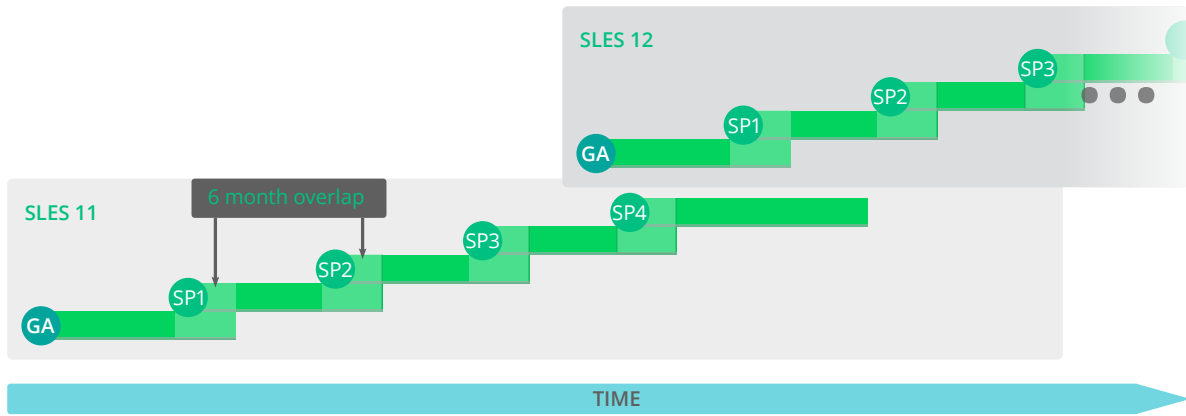 SLES 12
SP3
SP2
SP1
GA
6 month overlap
SLES 11
SP4
SP3
SP2
SP1
GA
TIME